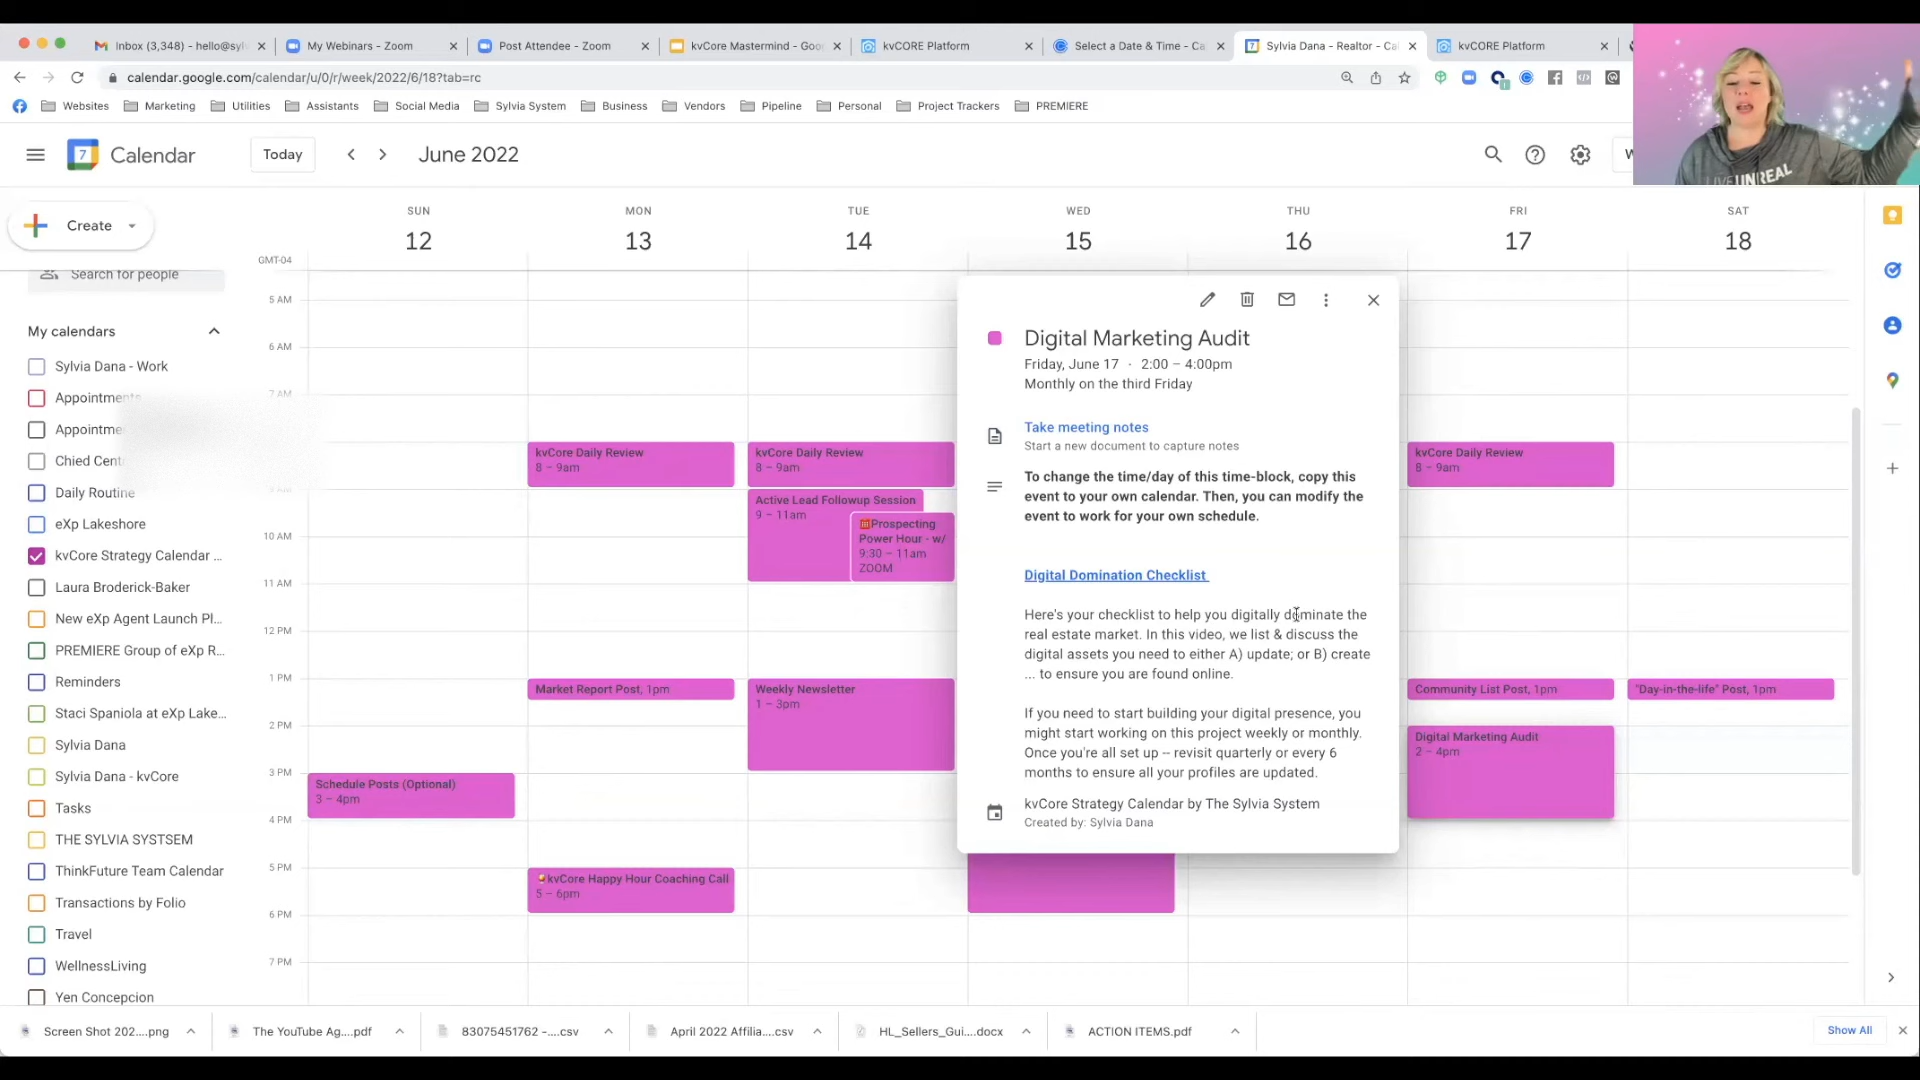 Inbox (3,348) - hello@syl
My Webinars - Zoom
Post Attendee - Zoom
kvCore Mastermind - Goo
kvCORE Platform
Select a Date & Time - Ca
Sylvia Dana - Realtor - Ca
kvCORE Platform
calendar.google.com/calendar/u/0/r/week/2022/6/18?tab=rc
Websites
Marketing
Utilities
Assistants
Social Media
Sylvia System
Business
Vendors
Pipeline
Personal
Project Trackers
PREMIERE
LIVEUNREAL
7
Calendar
Today
June 2022
W
Create
SUN
12
MON
13
TUE
14
WED
15
THU
16
FRI
17
SAT
18
GMT-04
Search for people
My calendars
Sylvia Dana - Work
Appointments
Appointme
Chied Cent
Daily Routine
eXp Lakeshore
kvCore Strategy Calendar ...
Laura Broderick-Baker
New eXp Agent Launch Pl...
PREMIERE Group of eXp R...
Reminders
Staci Spaniola at eXp Lake...
Sylvia Dana
Sylvia Dana - kvCore
Tasks
THE SYLVIA SYSTSEM
ThinkFuture Team Calendar
Transactions by Folio
Travel
WellnessLiving
Yen Concepcion
5 AM
6 AM
7 AM
10 AM
11 AM
12 PM
1 PM
2 PM
3 PM
4 PM
5 PM
6 PM
7 PM
Schedule Posts (Optional)
3 – 4pm
kvCore Daily Review
8 – 9am
Market Report Post, 1pm
kvCore Happy Hour Coaching Call
5 – 6pm
kvCore Daily Review
8 – 9am
Active Lead Followup Session
9 – 11am
Prospecting
Power Hour - w/
9:30 – 11am
ZOOM
Weekly Newsletter
1 – 3pm
Digital Marketing Audit
Friday, June 17 · 2:00 – 4:00pm
Monthly on the third Friday
Take meeting notes
Start a new document to capture notes
To change the time/day of this time-block, copy this
event to your own calendar. Then, you can modify the
event to work for your own schedule.
Digital Domination Checklist
Here's your checklist to help you digitally dominate the
real estate market. In this video, we list & discuss the
digital assets you need to either A) update; or B) create
... to ensure you are found online.
If you need to start building your digital presence, you
might start working on this project weekly or monthly.
Once you're all set up -- revisit quarterly or every 6
months to ensure all your profiles are updated.
kvCore Strategy Calendar by The Sylvia System
Created by: Sylvia Dana
kvCore Daily Review
8 – 9am
Community List Post, 1pm
Digital Marketing Audit
2 – 4pm
"Day-in-the-life" Post, 1pm
Screen Shot 202....png
The YouTube Ag....pdf
83075451762 -....csv
April 2022 Affilia....csv
HL_Sellers_Gui....docx
ACTION ITEMS.pdf
Show All